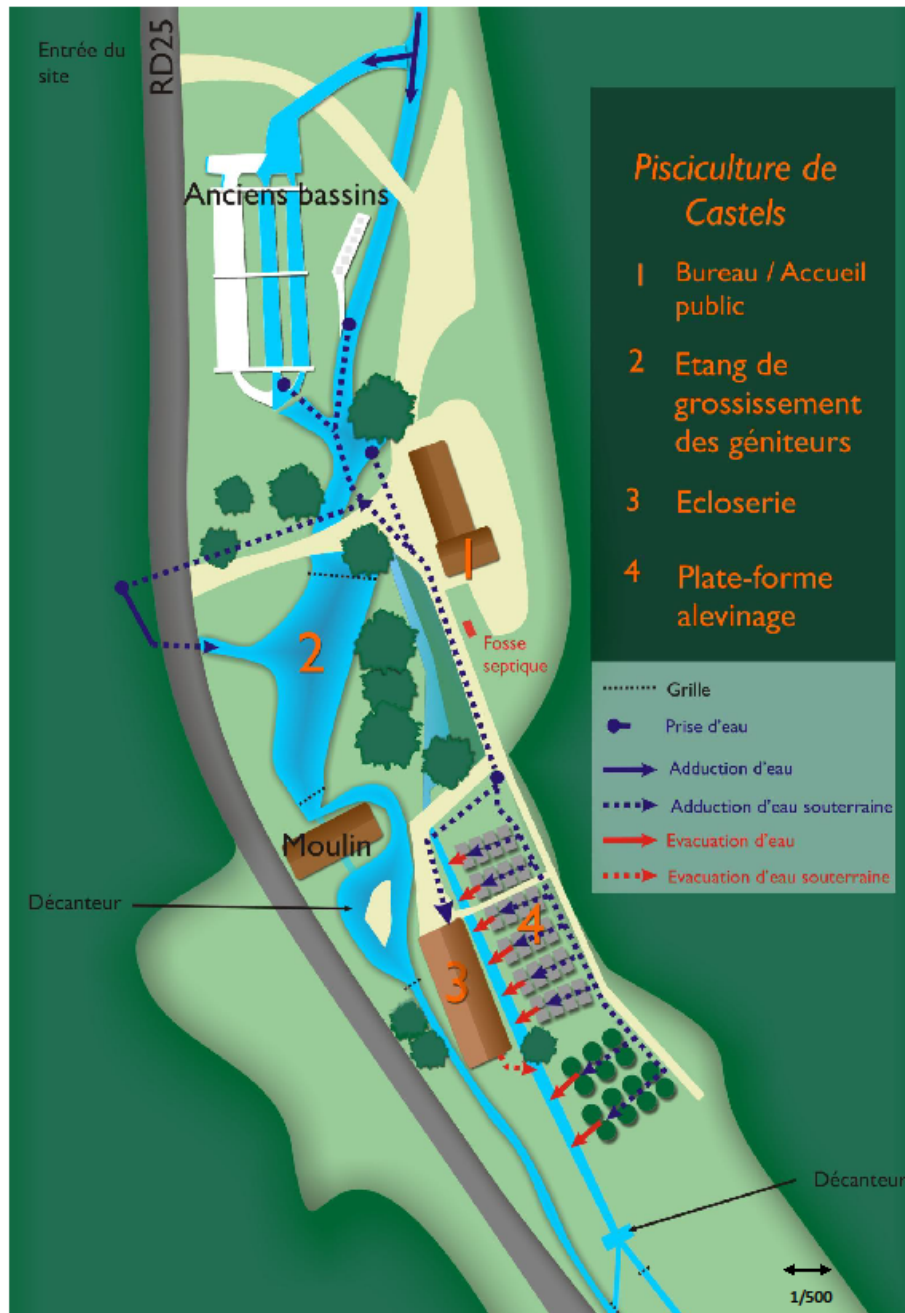 Entrée du
site
RD25
Anciens bassins
Pisciculture de
Castels
1 Bureau / Accueil
public
2 Etang de
grossissement
des géniteurs
3 Ecloserie
4 Plate-forme
alevinage
Grille
Prise d'eau
Adduction d'eau
Adduction d'eau souterraine
Evacuation d'eau
Evacuation d'eau souterraine
1
Fosse
septique
2
Moulin
Décanteur
4
3
Décanteur
1/500